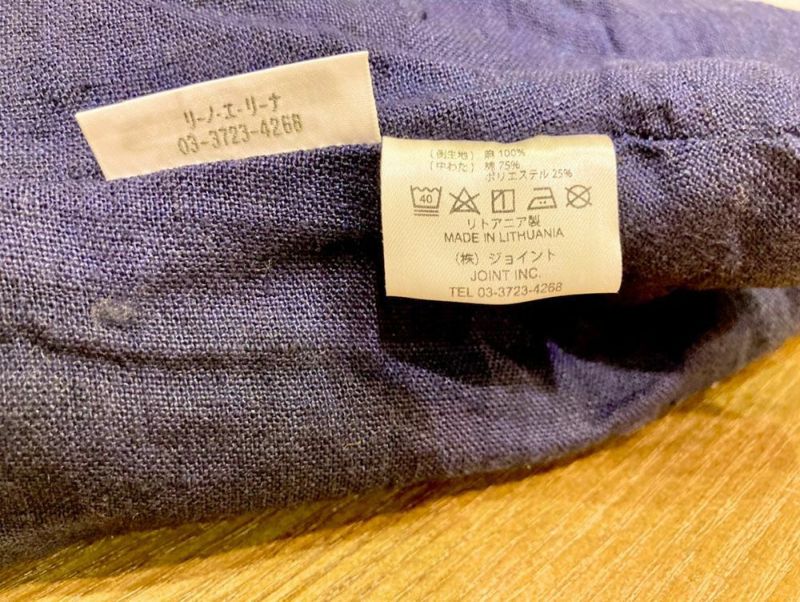 リーノ・エ・リーナ
03-3723-4268
(側生地) 麻 100%
(中わた) 綿 75%
ポリエステル 25%
40
リトアニア製
MADE IN LITHUANIA
(株) ジョイント
JOINT INC.
TEL 03-3723-4268